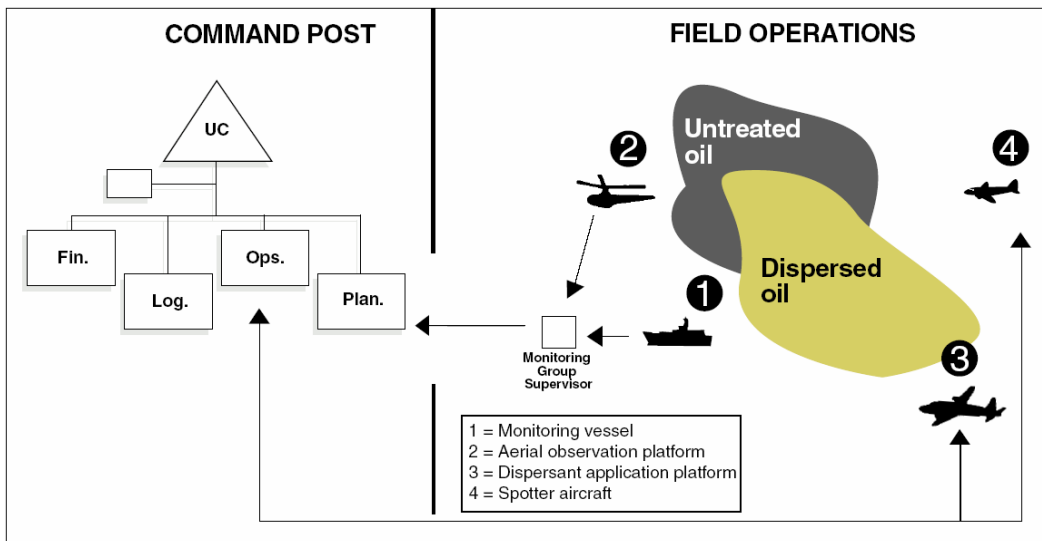 COMMAND POST
FIELD OPERATIONS
UC
Fin.
Log.
Ops.
Plan.
Untreated
oil
2
4
Dispersed
oil
1
3
Monitoring
Group
Supervisor
1 = Monitoring vessel
2 = Aerial observation platform
3 = Dispersant application platform
4 = Spotter aircraft